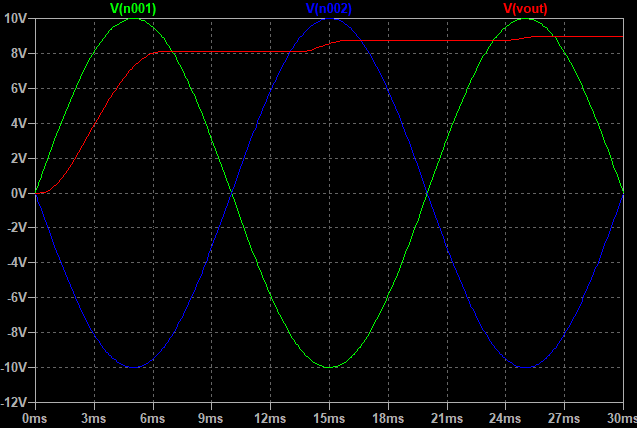 V(n001) V(n002) V(vout)
10V
8V
6V
4V
2V
0V
-2V
-4V
-6V
-8V
-10V
-12V
0ms 3ms 6ms 9ms 12ms 15ms 18ms 21ms 24ms 27ms 30ms